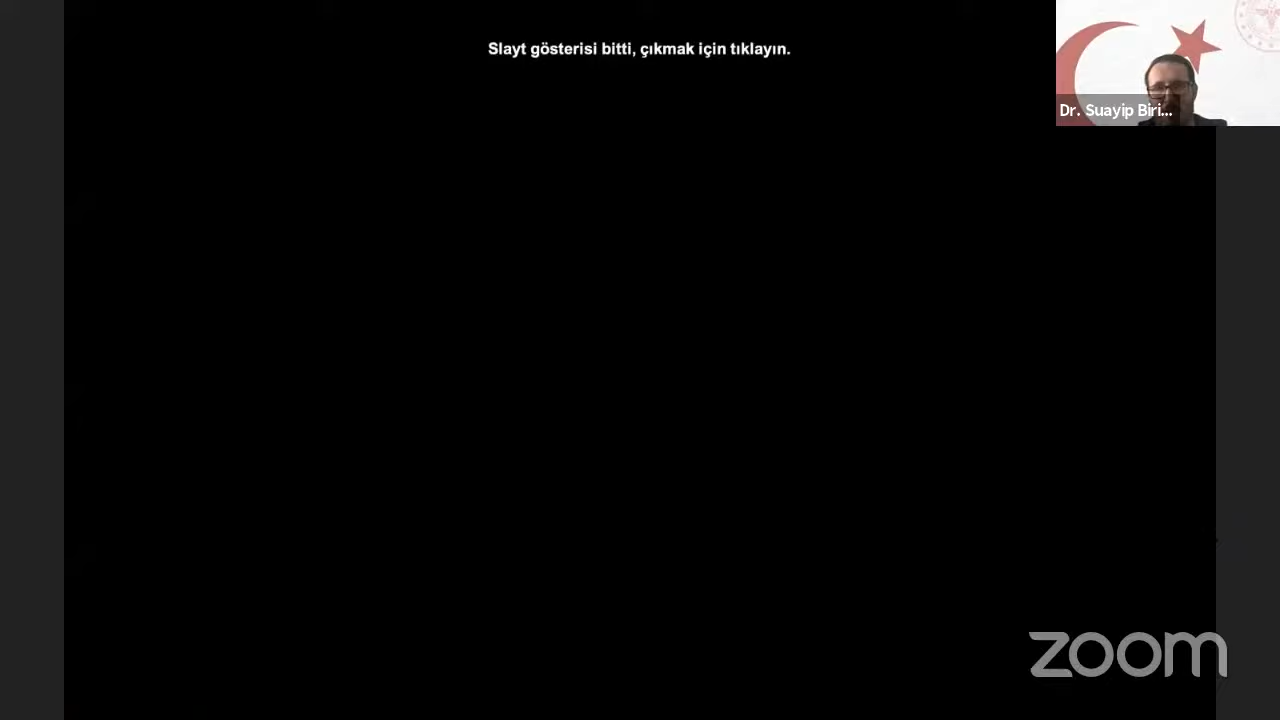 Slayt gösterisi bitti, çıkmak için tıklayın.
Dr. Suayip Biri...
zoom